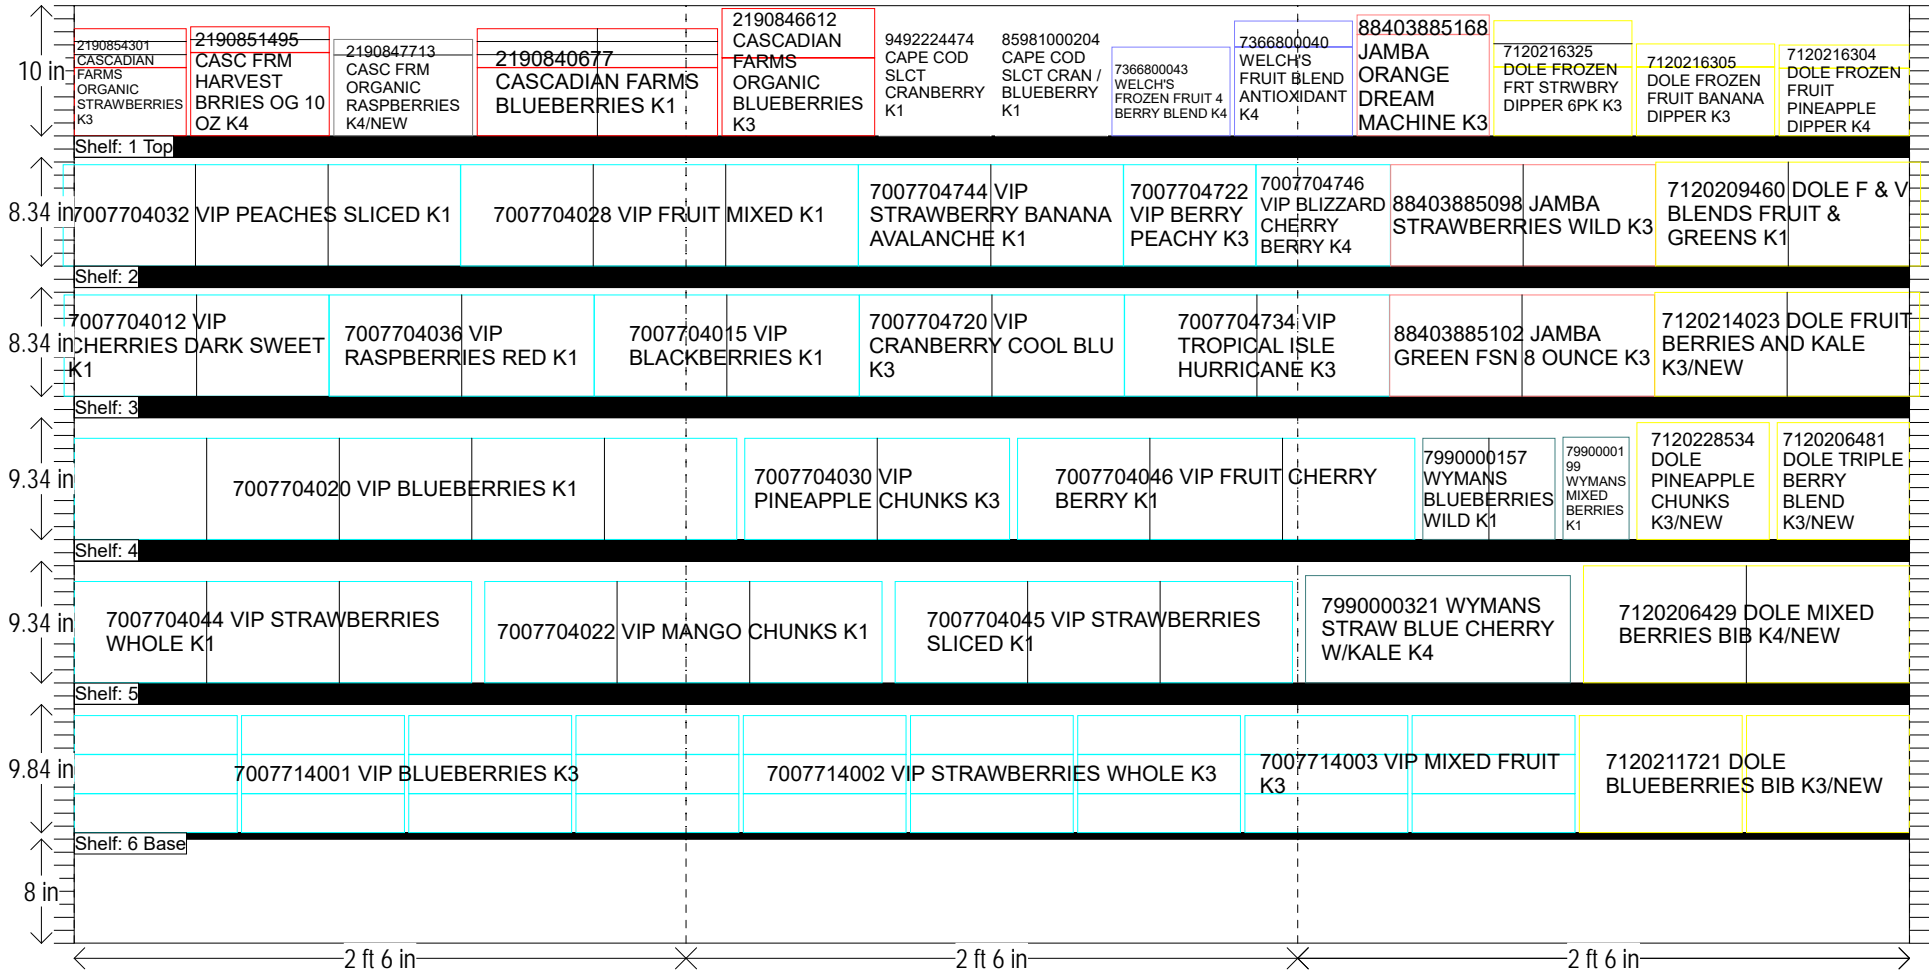 10 in
2190854301
CASCADIAN
FARMS
ORGANIC
STRAWBERRIES
K3
2190851495
CASC FRM
HARVEST
BRRIES OG 10
OZ K4
2190847713
CASC FRM
ORGANIC
RASPBERRIES
K4/NEW
2190840677
CASCADIAN FARMS
BLUEBERRIES K1
2190846612
CASCADIAN
FARMS
ORGANIC
BLUEBERRIES
K3
9492224474
CAPE COD
SLCT
CRANBERRY
K1
85981000204
CAPE COD
SLCT CRAN /
BLUEBERRY
K1
7366800043
WELCH'S
FROZEN FRUIT 4
BERRY BLEND K4
7366800040
WELCH'S
FRUIT BLEND
ANTIOXIDANT
K4
88403885168
JAMBA
ORANGE
DREAM
MACHINE K3
7120216325
DOLE FROZEN
FRT STRWBRY
DIPPER 6PK K3
7120216305
DOLE FROZEN
FRUIT BANANA
DIPPER K3
7120216304
DOLE FROZEN
FRUIT
PINEAPPLE
DIPPER K4
Shelf: 1 Top
8.34 in
7007704032 VIP PEACHES SLICED K1
7007704028 VIP FRUIT MIXED K1
7007704744 VIP
STRAWBERRY BANANA
AVALANCHE K1
7007704722
VIP BERRY
PEACHY K3
7007704746
VIP BLIZZARD
CHERRY
BERRY K4
88403885098 JAMBA
STRAWBERRIES WILD K3
7120209460 DOLE F & V
BLENDS FRUIT &
GREENS K1
Shelf: 2
8.34 in
7007704012 VIP
CHERRIES DARK SWEET
K1
7007704036 VIP
RASPBERRIES RED K1
7007704015 VIP
BLACKBERRIES K1
7007704720 VIP
CRANBERRY COOL BLU
K3
7007704734 VIP
TROPICAL ISLE
HURRICANE K3
88403885102 JAMBA
GREEN FSN 8 OUNCE K3
7120214023 DOLE FRUIT
BERRIES AND KALE
K3/NEW
Shelf: 3
9.34 in
7007704020 VIP BLUEBERRIES K1
7007704030 VIP
PINEAPPLE CHUNKS K3
7007704046 VIP FRUIT CHERRY
BERRY K1
7990000157
WYMANS
BLUEBERRIES
WILD K1
79900001
99
WYMANS
MIXED
BERRIES
K1
7120228534
DOLE
PINEAPPLE
CHUNKS
K3/NEW
7120206481
DOLE TRIPLE
BERRY
BLEND
K3/NEW
Shelf: 4
9.34 in
7007704044 VIP STRAWBERRIES
WHOLE K1
7007704022 VIP MANGO CHUNKS K1
7007704045 VIP STRAWBERRIES
SLICED K1
7990000321 WYMANS
STRAW BLUE CHERRY
W/KALE K4
7120206429 DOLE MIXED
BERRIES BIB K4/NEW
Shelf: 5
9.84 in
7007714001 VIP BLUEBERRIES K3
7007714002 VIP STRAWBERRIES WHOLE K3
7007714003 VIP MIXED FRUIT
K3
7120211721 DOLE
BLUEBERRIES BIB K3/NEW
Shelf: 6 Base
8 in
2 ft 6 in
2 ft 6 in
2 ft 6 in